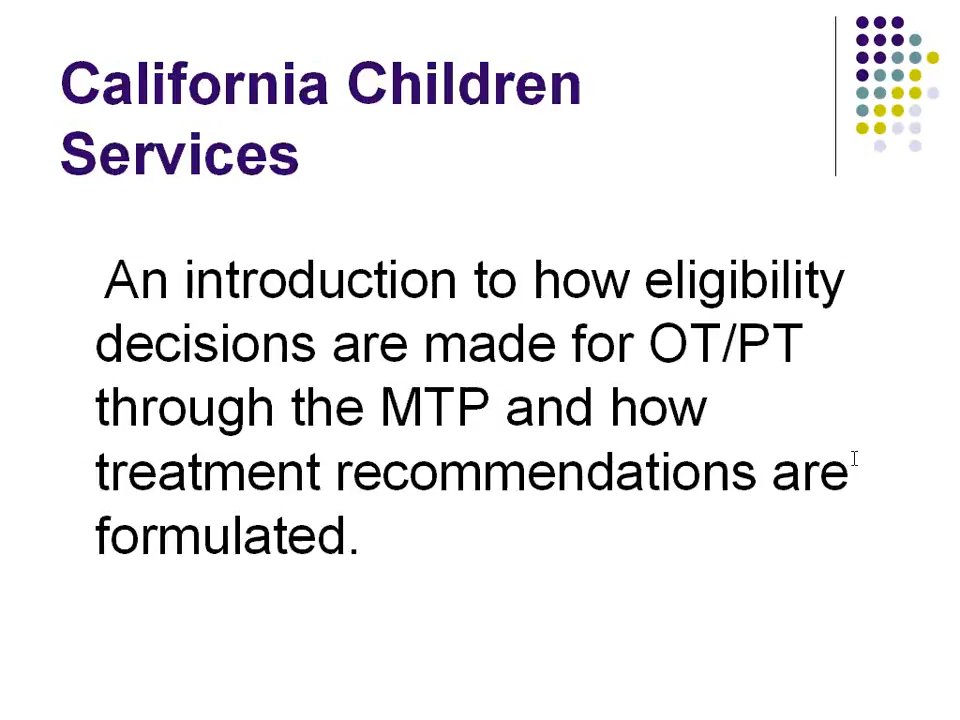 California Children
Services
An introduction to how eligibility
decisions are made for OT/PT
through the MTP and how
treatment recommendations are
formulated.